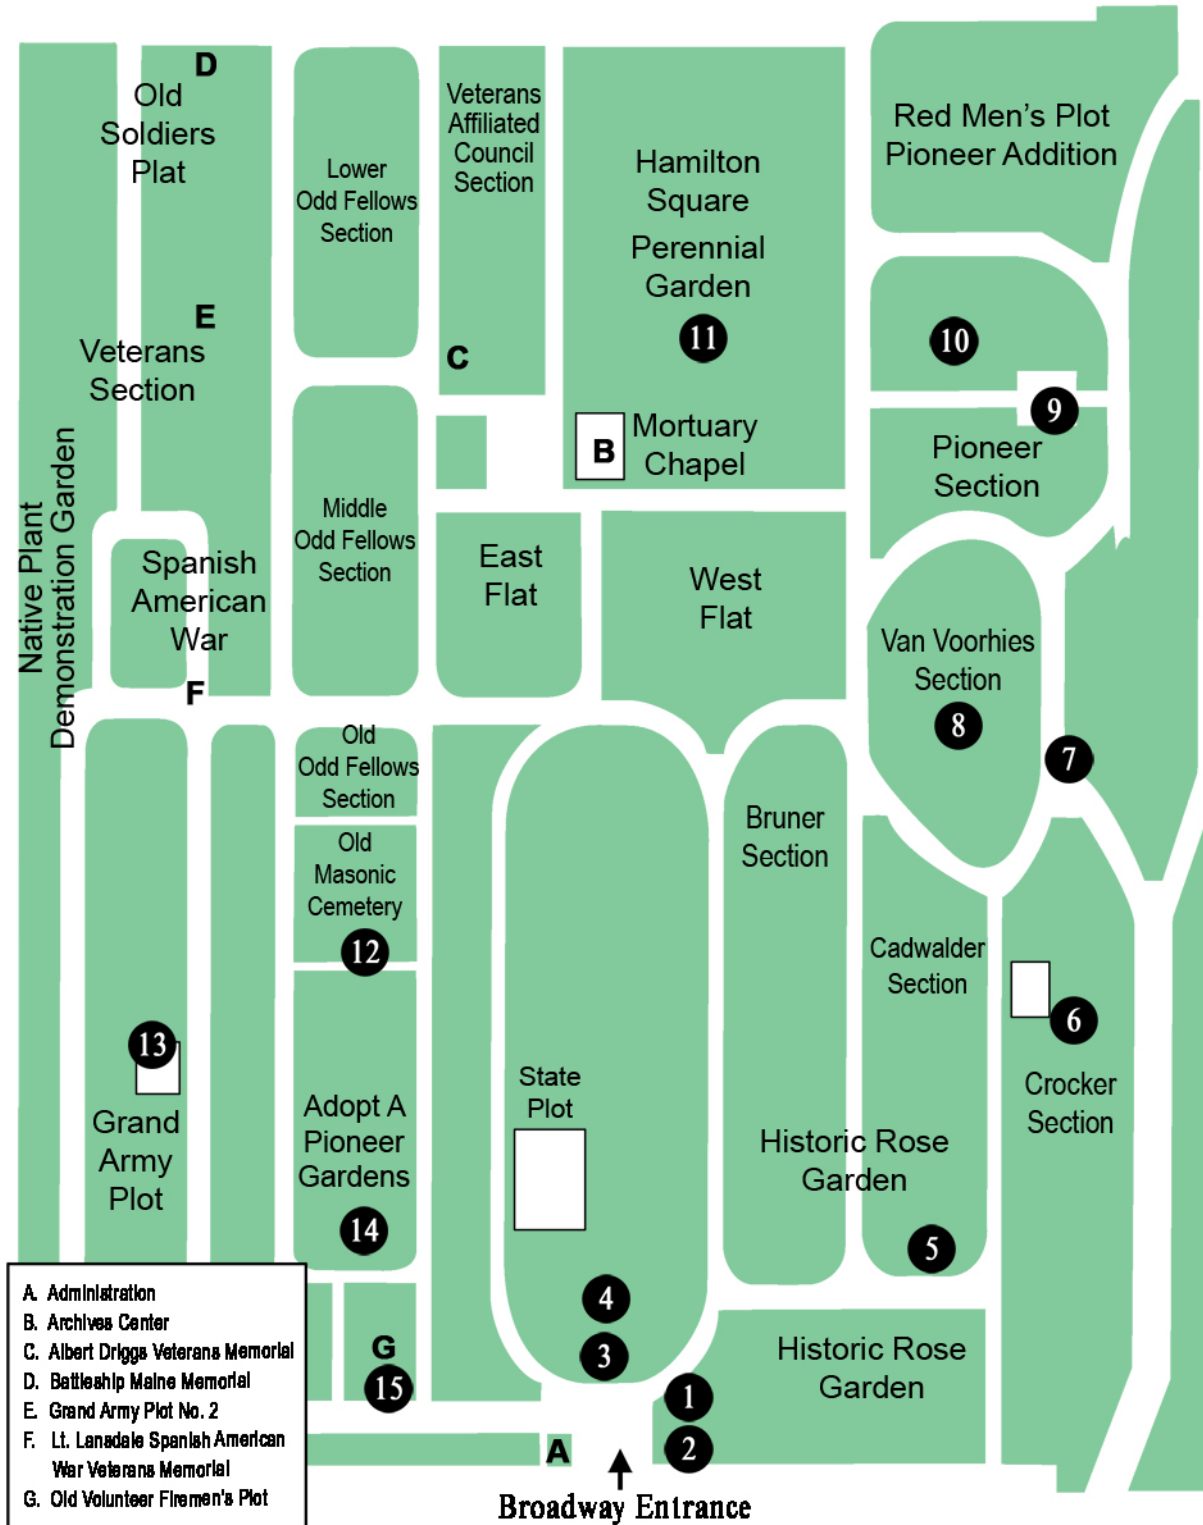 D
Old
Soldiers
Plat
Lower
Odd Fellows
Section
Veterans
Affiliated
Council
Section
Hamilton
Square
Perennial
Garden
11
Red Men's Plot
Pioneer Addition
E
Veterans
Section
C
10
9
B
Mortuary
Chapel
Pioneer
Section
Native Plant
Demonstration Garden
Middle
Odd Fellows
Section
Spanish
American
War
East
Flat
West
Flat
Van Voorhies
Section
8
F
7
Old
Odd Fellows
Section
Bruner
Section
Old
Masonic
Cemetery
12
Cadwalder
Section
6
13
Crocker
Section
State
Plot
Grand
Army
Plot
Adopt A
Pioneer
Gardens
14
Historic Rose
Garden
5
4
3
G
15
Historic Rose
Garden
1
2
A
Broadway Entrance
A. Administration
B. Archives Center
C. Albert Driggs Veterans Memorial
D. Battleship Maine Memorial
E. Grand Army Plot No. 2
F. Lt. Lansdale Spanish American
War Veterans Memorial
G. Old Volunteer Firemen's Plot